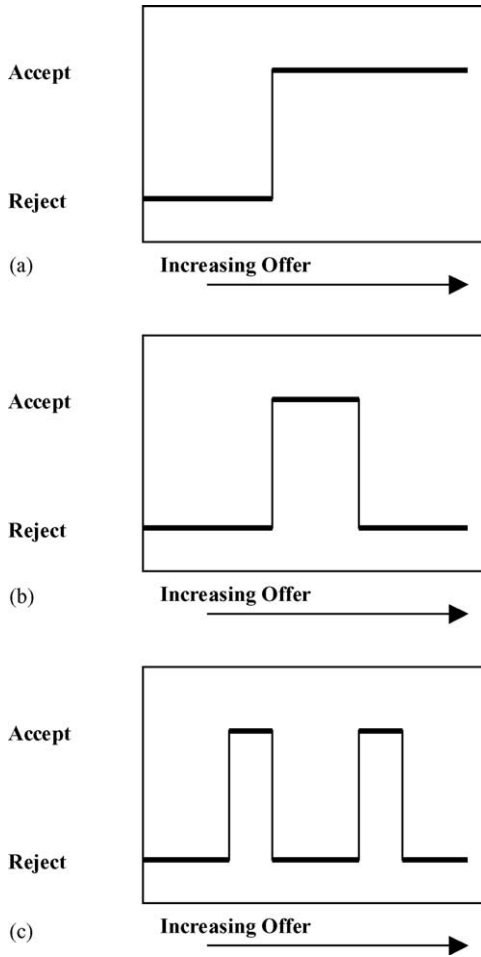 Accept
Reject
(a)
Increasing Offer
Accept
Reject
(b)
Increasing Offer
Accept
Reject
(c)
Increasing Offer